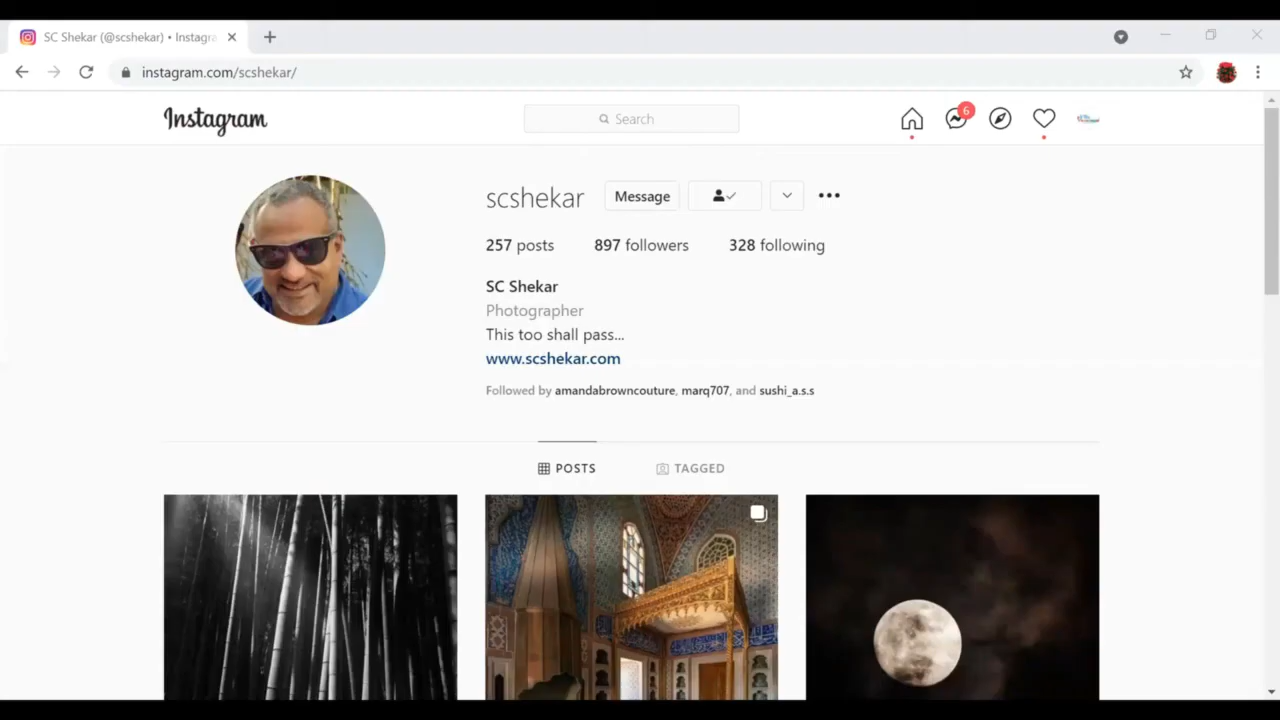 SC Shekar (@scshekar) • Instagra
instagram.com/scshekar/
Instagram
Search
6
scshekar Message
257 posts 897 followers 328 following
SC Shekar
Photographer
This too shall pass...
www.scshekar.com
Followed by amandabrowncouture, marq707, and sushi_a.s.s
POSTS TAGGED